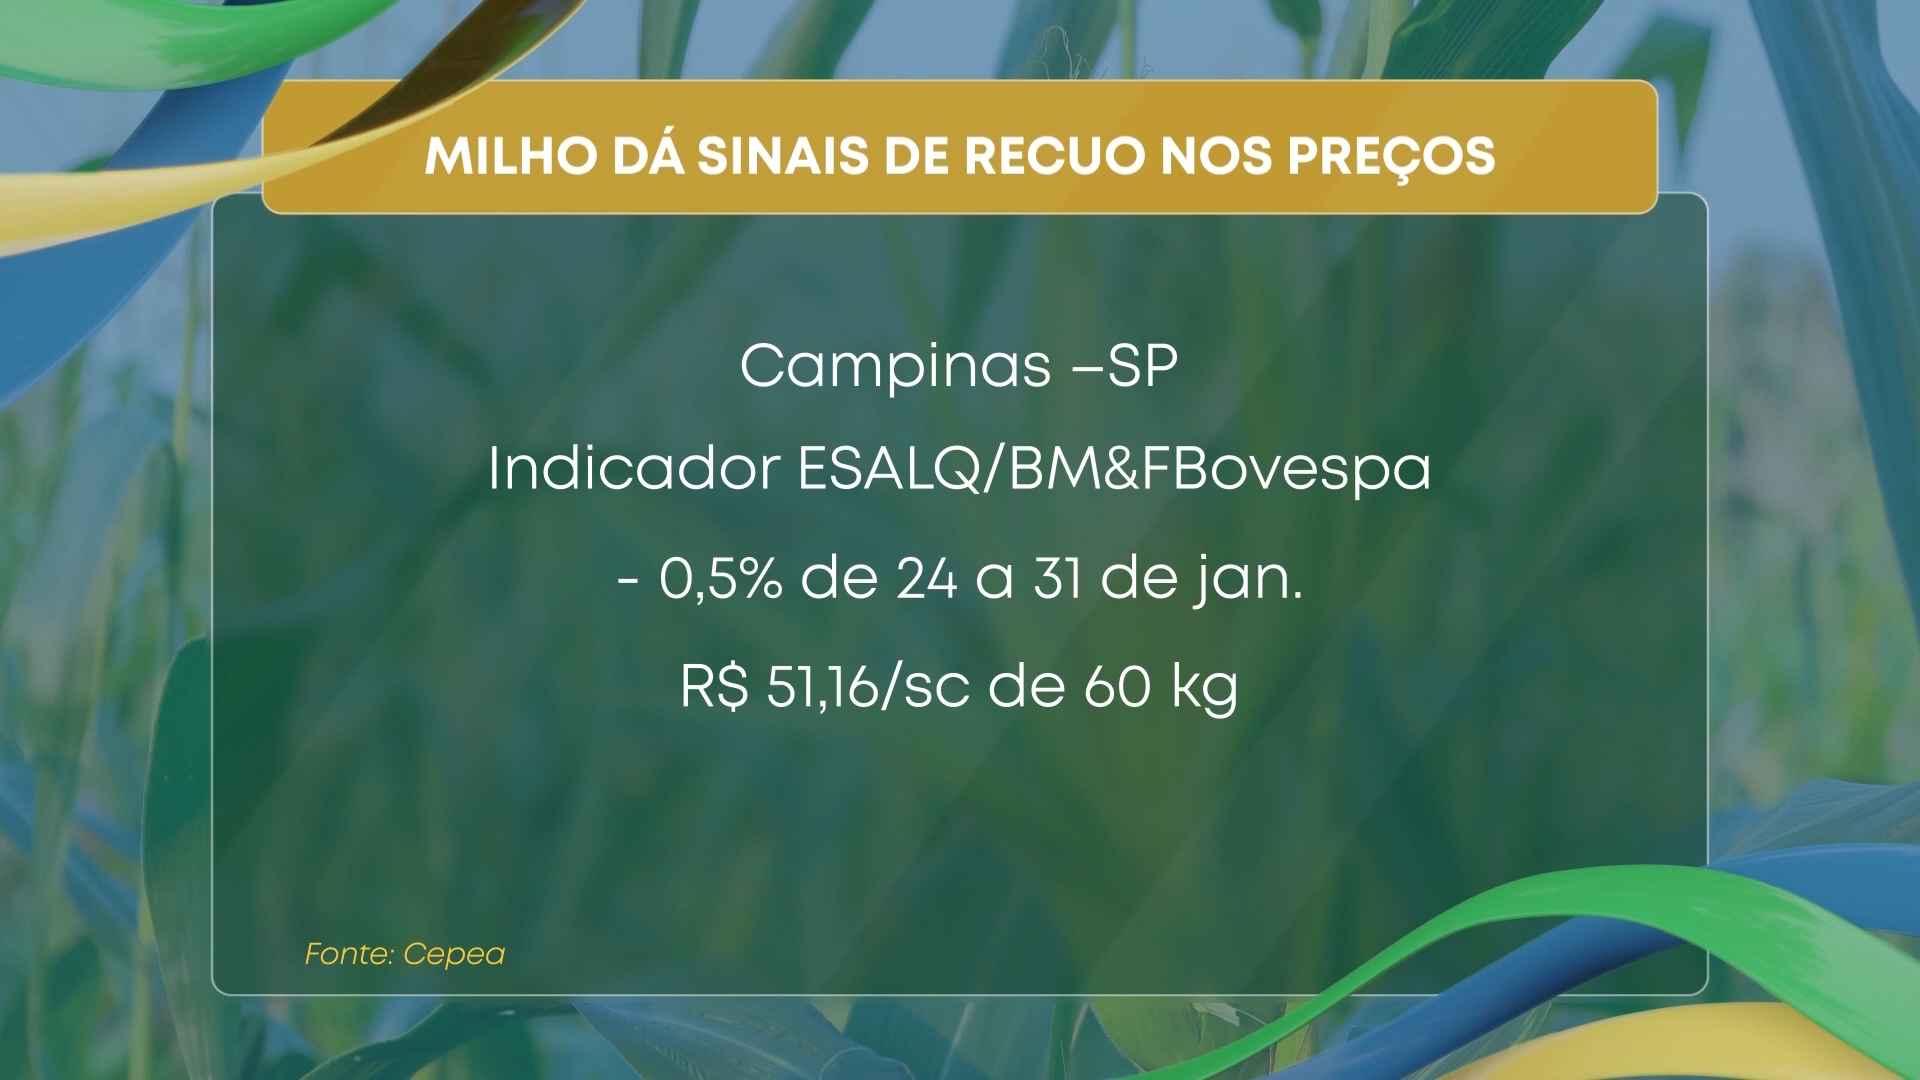 MILHO DÁ SINAIS DE RECUO NOS PREÇOS
Campinas –SP
Indicador ESALQ/BM&FBovespa
- 0,5% de 24 a 31 de jan.
R$ 51,16/sc de 60 kg
Fonte: Cepea